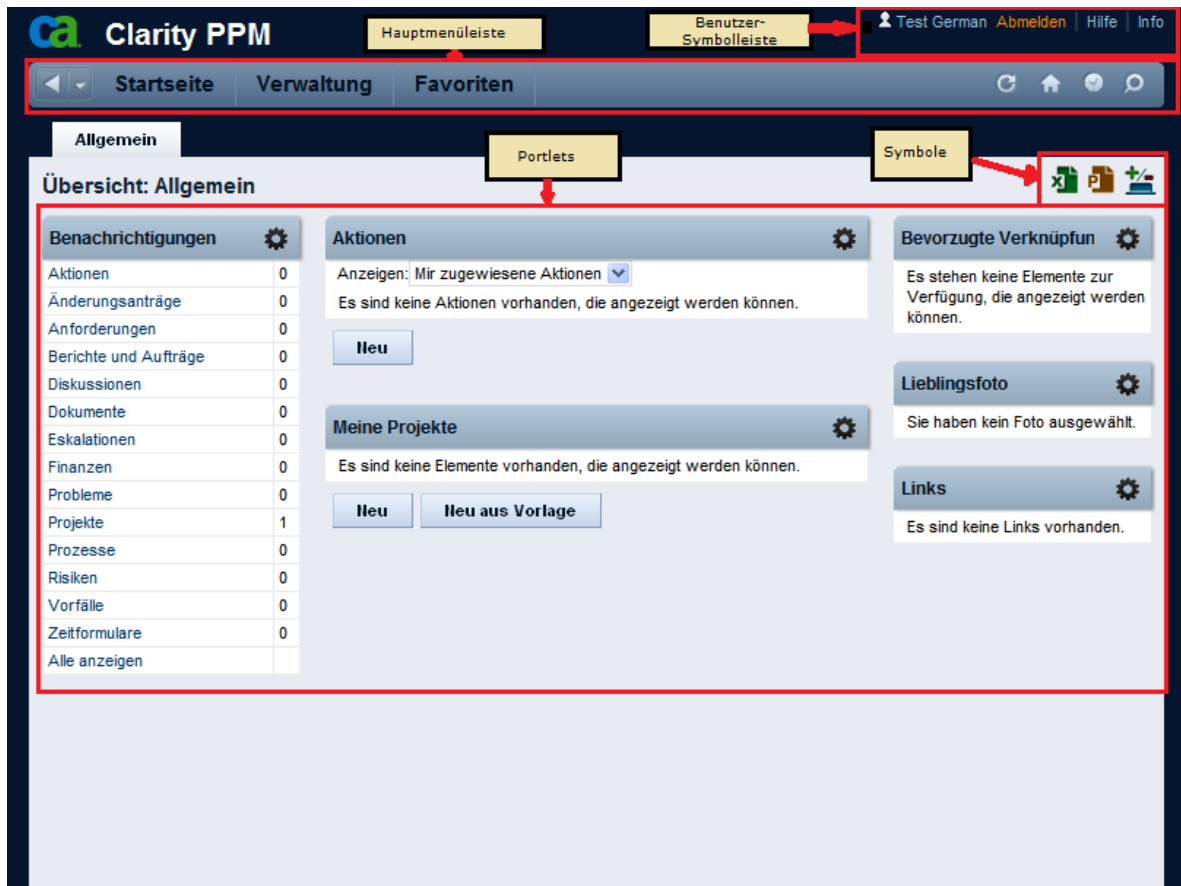 ca Clarity PPM
Hauptmenüleiste
Benutzer-
Symbolleiste
Test German Abmelden | Hilfe | Info
Startseite Verwaltung Favoriten
Allgemein
Portlets
Symbole
Übersicht: Allgemein
Benachrichtigungen
Aktionen 0
Änderungsanträge 0
Anforderungen 0
Berichte und Aufträge 0
Diskussionen 0
Dokumente 0
Eskalationen 0
Finanzen 0
Probleme 0
Projekte 1
Prozesse 0
Risiken 0
Vorfälle 0
Zeitformulare 0
Alle anzeigen
Aktionen
Anzeigen: Mir zugewiesene Aktionen
Es sind keine Aktionen vorhanden, die angezeigt werden können.
Neu
Meine Projekte
Es sind keine Elemente vorhanden, die angezeigt werden können.
Neu Neu aus Vorlage
Bevorzugte Verknüpfun
Es stehen keine Elemente zur
Verfügung, die angezeigt werden
können.
Lieblingsfoto
Sie haben kein Foto ausgewählt.
Links
Es sind keine Links vorhanden.